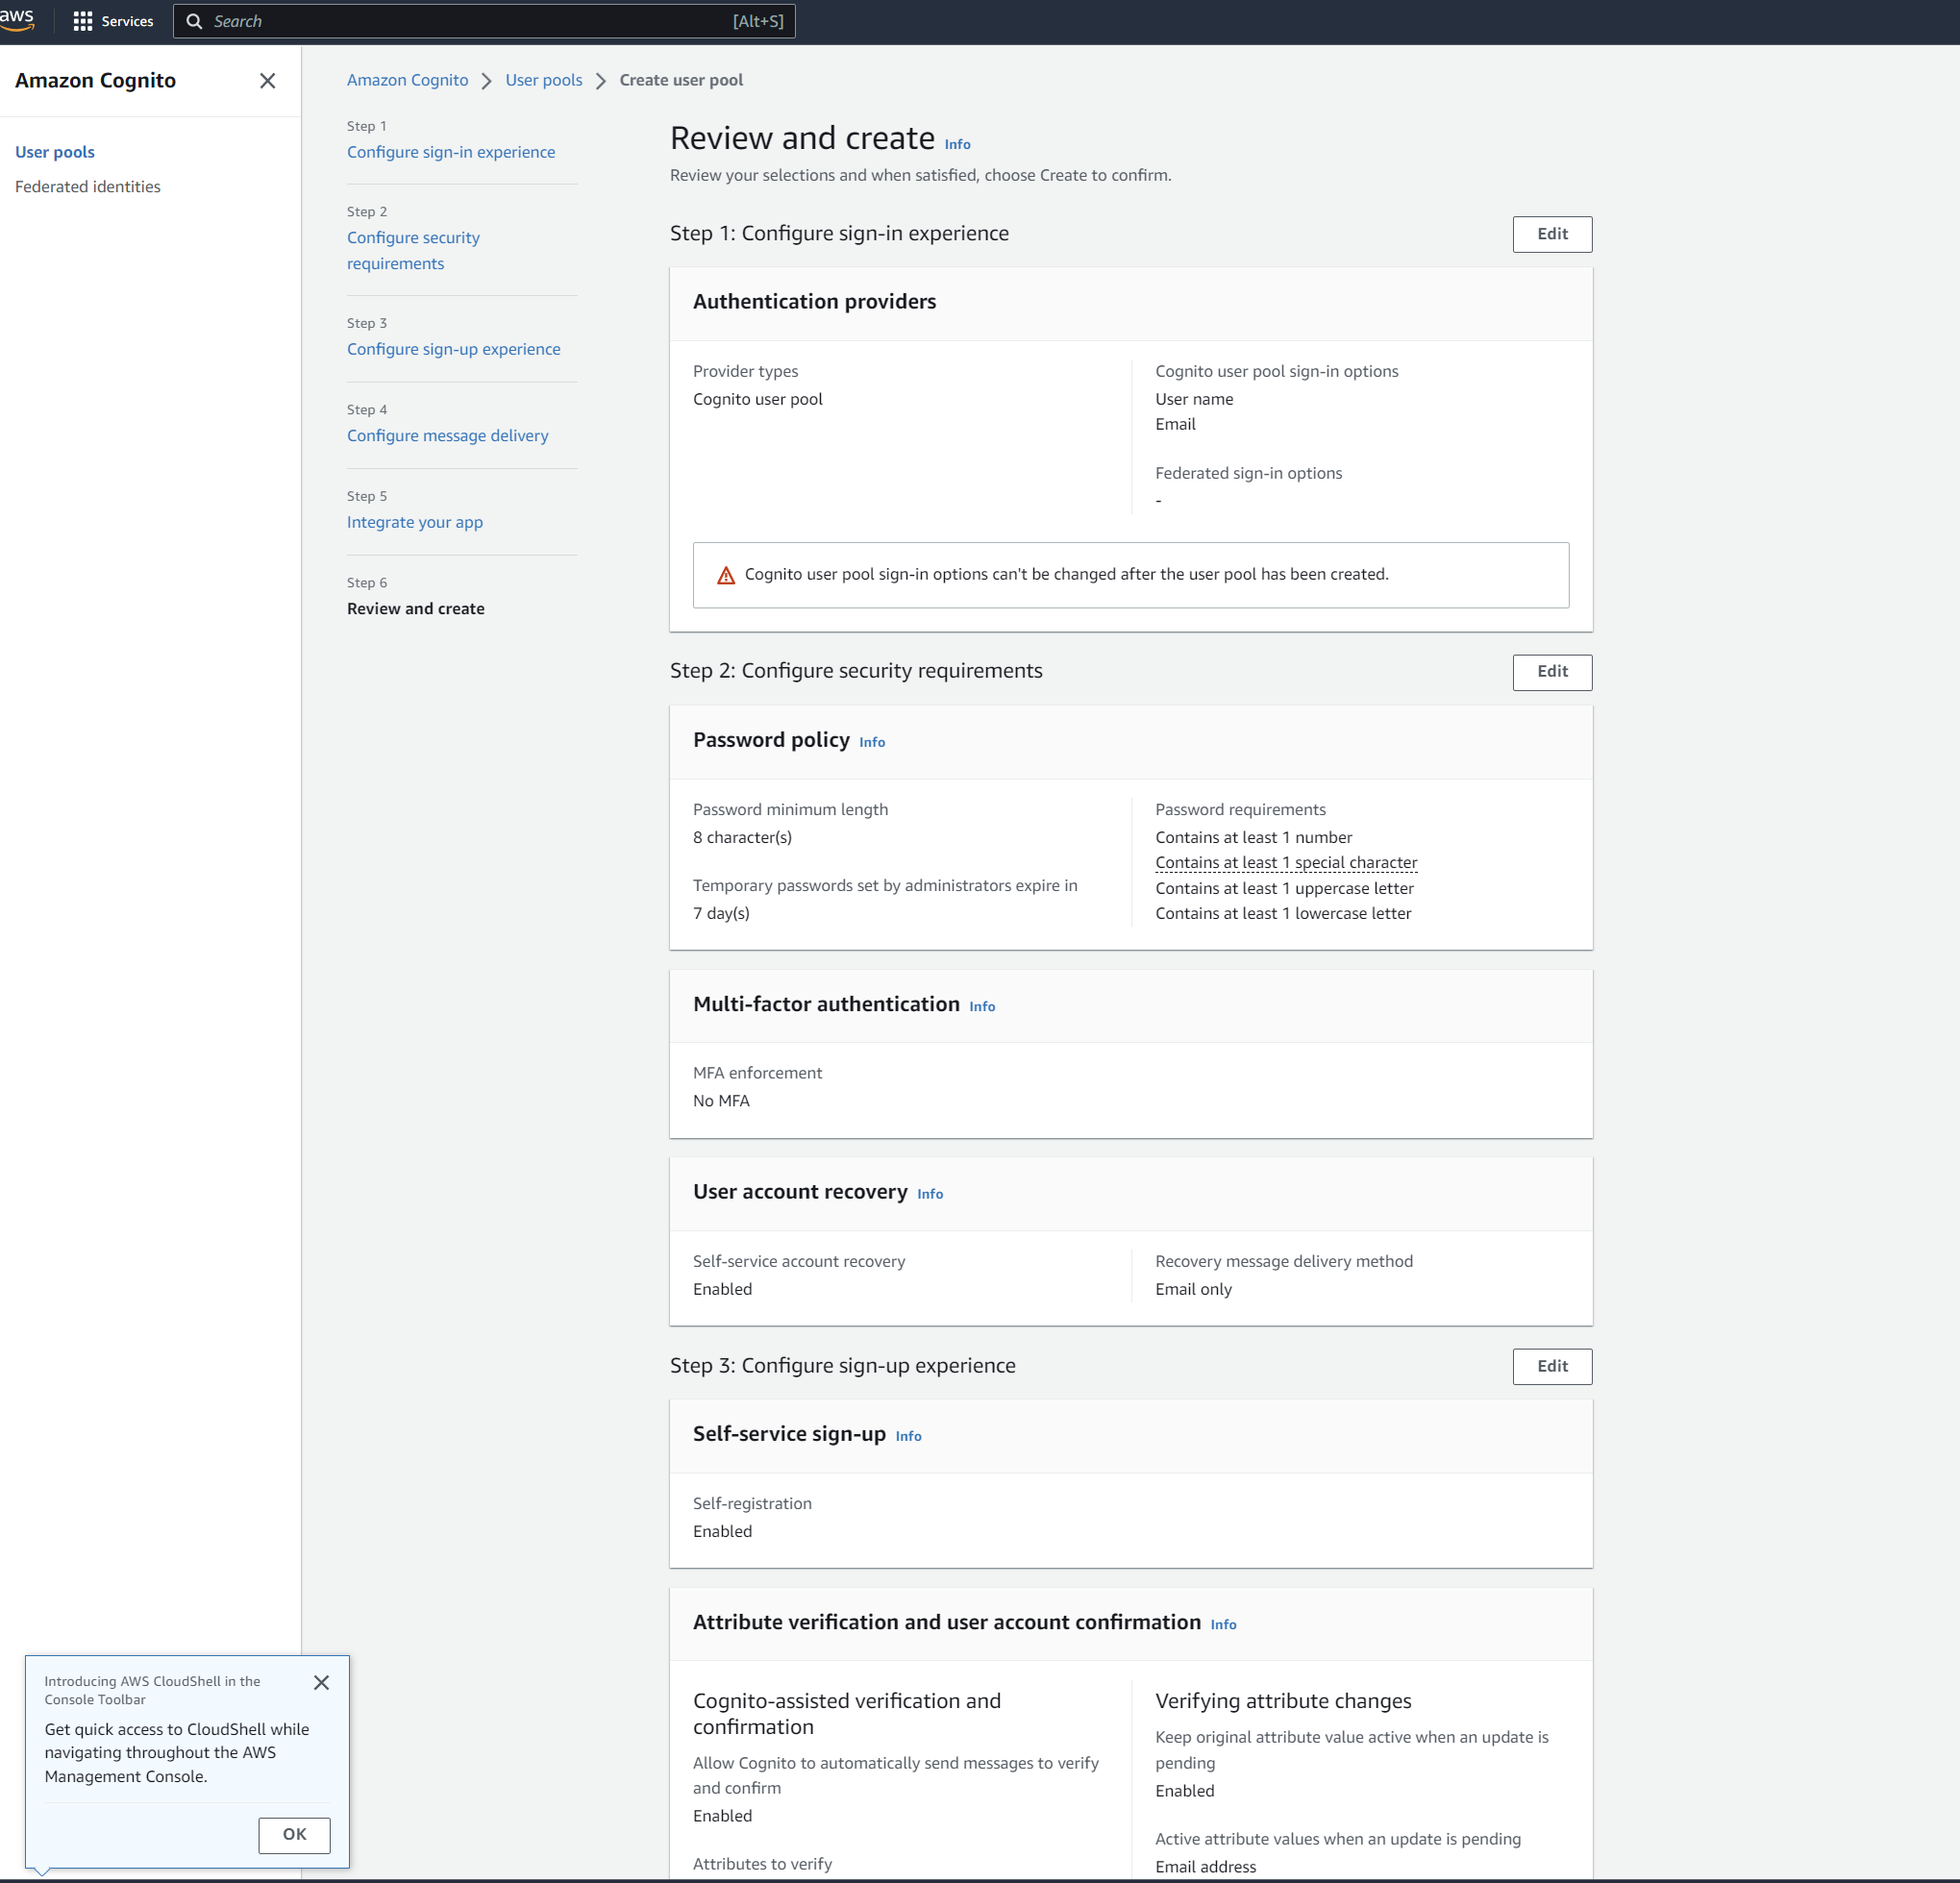 aws
Services
Search
[Alt+S]
Amazon Cognito
User pools
Federated identities
Amazon Cognito
User pools
Create user pool
Step 1
Configure sign-in experience
Step 2
Configure security
requirements
Step 3
Configure sign-up experience
Step 4
Configure message delivery
Step 5
Integrate your app
Step 6
Review and create
Review and create Info
Review your selections and when satisfied, choose Create to confirm.
Step 1: Configure sign-in experience
Edit
Authentication providers
Provider types
Cognito user pool
Cognito user pool sign-in options
User name
Email
Federated sign-in options
-
Cognito user pool sign-in options can't be changed after the user pool has been created.
Step 2: Configure security requirements
Edit
Password policy Info
Password minimum length
8 character(s)
Temporary passwords set by administrators expire in
7 day(s)
Password requirements
Contains at least 1 number
Contains at least 1 special character
Contains at least 1 uppercase letter
Contains at least 1 lowercase letter
Multi-factor authentication Info
MFA enforcement
No MFA
User account recovery Info
Self-service account recovery
Enabled
Recovery message delivery method
Email only
Step 3: Configure sign-up experience
Edit
Self-service sign-up Info
Self-registration
Enabled
Attribute verification and user account confirmation Info
Cognito-assisted verification and
confirmation
Allow Cognito to automatically send messages to verify
and confirm
Enabled
Attributes to verify
Verifying attribute changes
Keep original attribute value active when an update is
pending
Enabled
Active attribute values when an update is pending
Email address
Introducing AWS CloudShell in the
Console Toolbar
Get quick access to CloudShell while
navigating throughout the AWS
Management Console.
OK